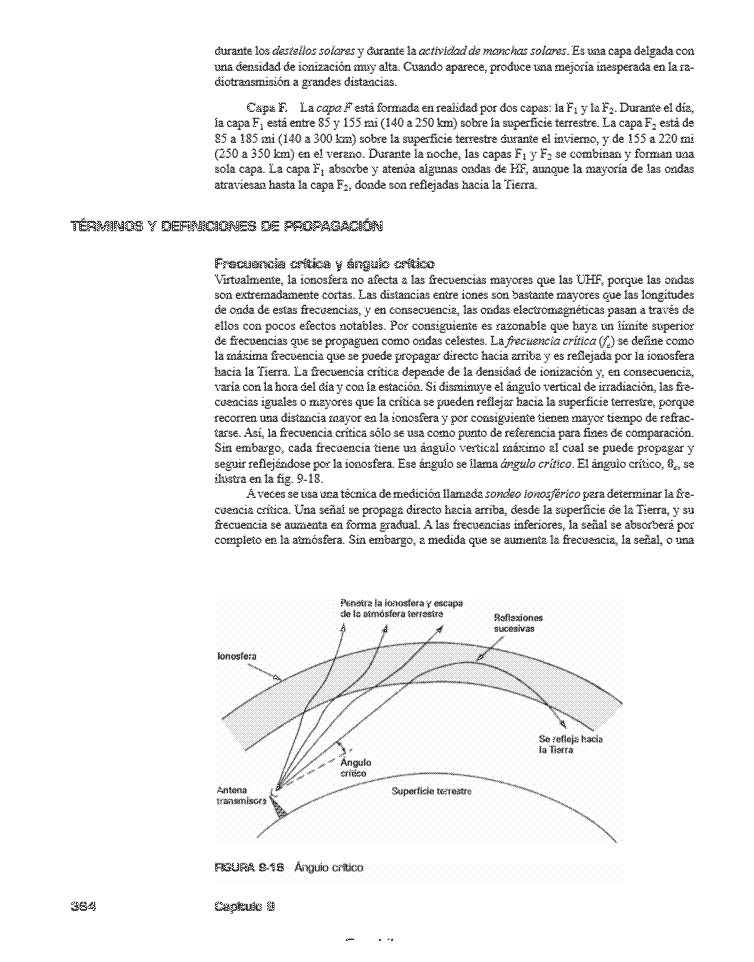 durante los destellos solares y durante la actividad de manchas solares. Es una capa delgada con
una densidad de ionización muy alta. Cuando aparece, produce una mejoría inesperada en la ra-
diotransmisión a grandes distancias.
Capa F. La capa F está formada en realidad por dos capas: la F₁ y la F₂. Durante el día,
la capa F₁ está entre 85 y 155 mi (140 a 250 km) sobre la superficie terrestre. La capa F₂ está de
85 a 185 mi (140 a 300 km) sobre la superficie terrestre durante el invierno, y de 155 a 220 mi
(250 a 350 km) en el verano. Durante la noche, las capas F₁ y F₂ se combinan y forman una
sola capa. La capa F₁ absorbe y atenúa algunas ondas de HF, aunque la mayoría de las ondas
atraviesan hasta la capa F₂, donde son reflejadas hacia la Tierra.
TÉRMINOS Y DEFINICIONES DE PROPAGACIÓN
Frecuencia crítica y ángulo crítico
Virtualmente, la ionosfera no afecta a las frecuencias mayores que las UHF, porque las ondas
son extremadamente cortas. Las distancias entre iones son bastante mayores que las longitudes
de onda de estas frecuencias, y en consecuencia, las ondas electromagnéticas pasan a través de
ellos con pocos efectos notables. Por consiguiente es razonable que haya un límite superior
de frecuencias que se propaguen como ondas celestes. La frecuencia crítica (f꜀) se define como
la máxima frecuencia que se puede propagar directo hacia arriba y es reflejada por la ionosfera
hacia la Tierra. La frecuencia crítica depende de la densidad de ionización y, en consecuencia,
varía con la hora del día y con la estación. Si disminuye el ángulo vertical de irradiación, las fre-
cuencias iguales o mayores que la crítica se pueden reflejar hacia la superficie terrestre, porque
recorren una distancia mayor en la ionosfera y por consiguiente tienen mayor tiempo de refrac-
tarse. Así, la frecuencia crítica sólo se usa como punto de referencia para fines de comparación.
Sin embargo, cada frecuencia tiene un ángulo vertical máximo al cual se puede propagar y
seguir reflejándose por la ionosfera. Ese ángulo se llama ángulo crítico. El ángulo crítico, θ꜀, se
ilustra en la fig. 9-18.
A veces se usa una técnica de medición llamada sondeo ionosférico para determinar la fre-
cuencia crítica. Una señal se propaga directo hacia arriba, desde la superficie de la Tierra, y su
frecuencia se aumenta en forma gradual. A las frecuencias inferiores, la señal se absorberá por
completo en la atmósfera. Sin embargo, a medida que se aumenta la frecuencia, la señal, o una
Penetra la ionosfera y escapa
de la atmósfera terrestre
Reflexiones
sucesivas
Ionosfera
Se refleja hacia
la Tierra
Ángulo
crítico
Antena
transmisora
Superficie terrestre
FIGURA 9-18 Ángulo crítico
364 Capítulo 9